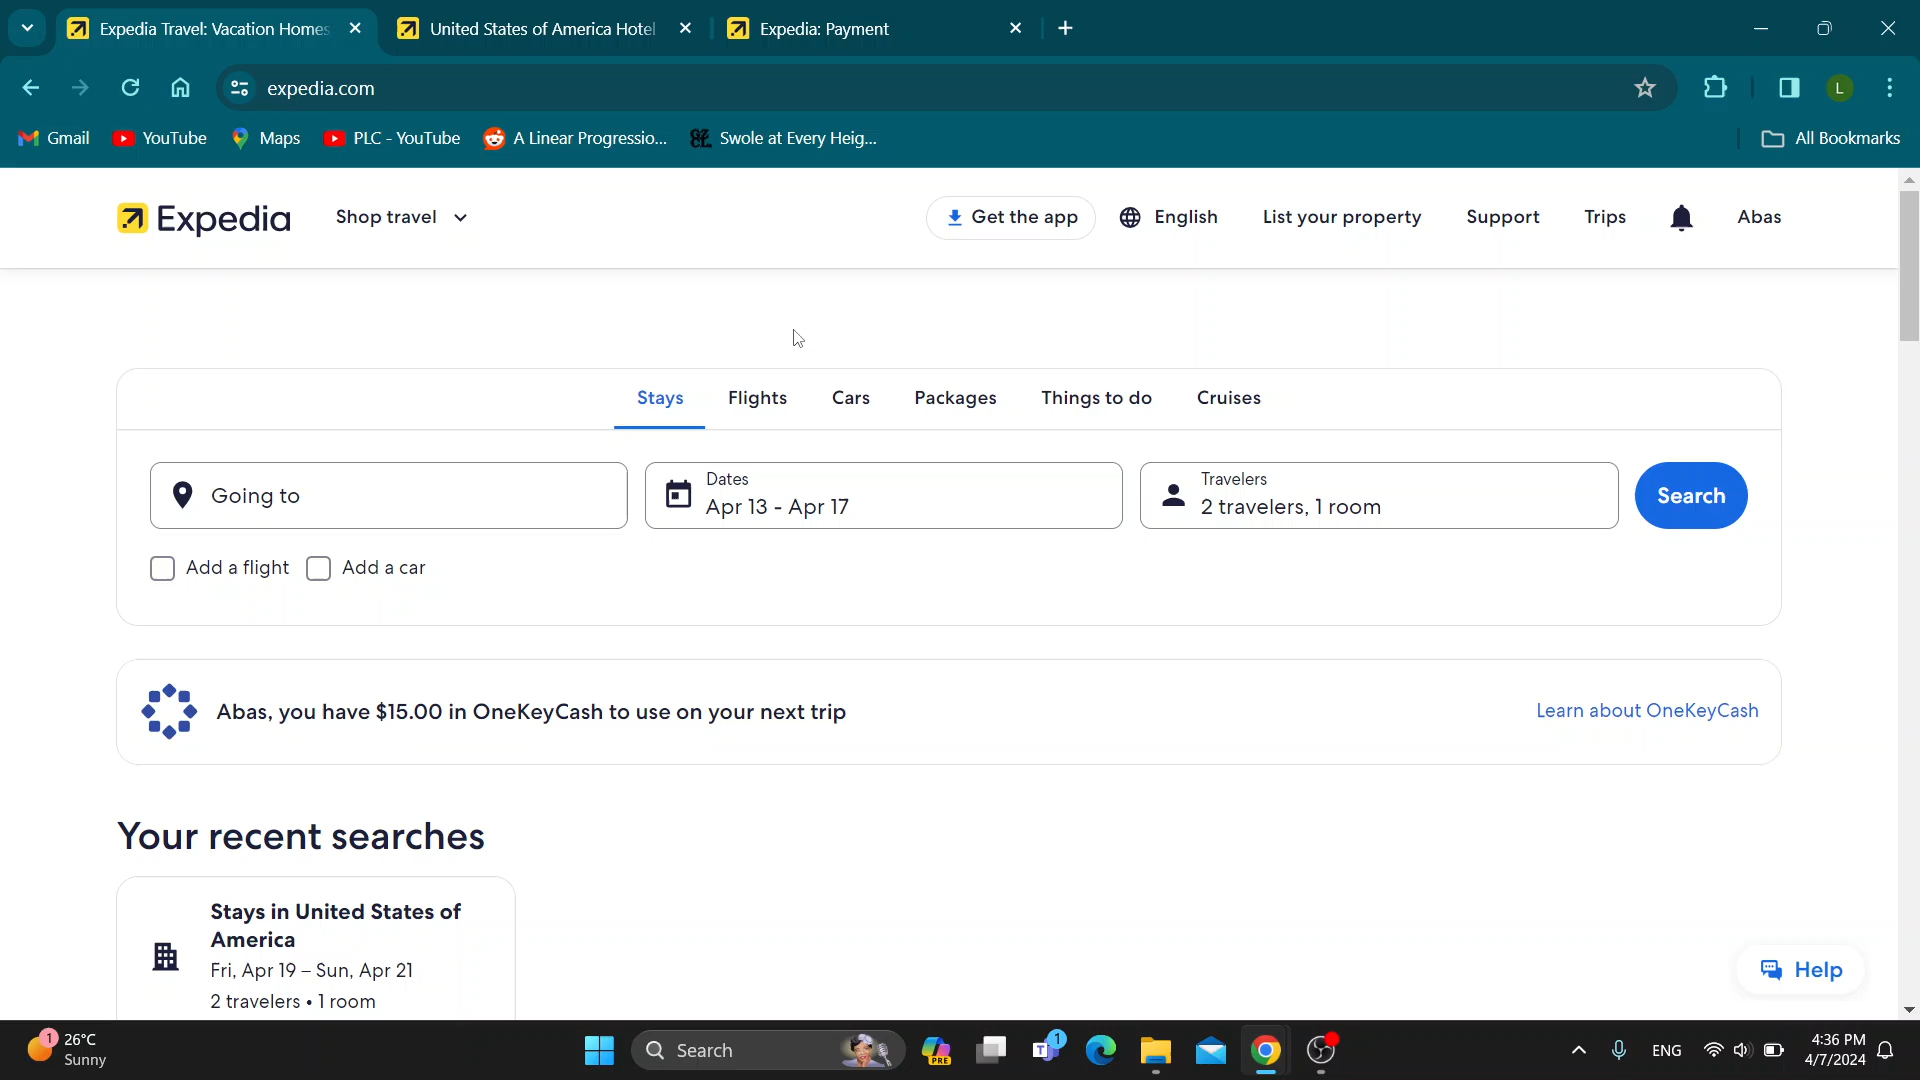 Expedia Travel: Vacation Homes
United States of America Hotel
Expedia: Payment
expedia.com
L
Gmail
YouTube
Maps
PLC - YouTube
A Linear Progressio...
Swole at Every Heig...
All Bookmarks
Expedia
Shop travel
Get the app
English
List your property
Support
Trips
Abas
Stays
Flights
Cars
Packages
Things to do
Cruises
Going to
Dates
Apr 13 - Apr 17
Travelers
2 travelers, 1 room
Search
Add a flight
Add a car
Abas, you have $15.00 in OneKeyCash to use on your next trip
Learn about OneKeyCash
Your recent searches
Stays in United States of
America
Fri, Apr 19 – Sun, Apr 21
2 travelers • 1 room
Help
1
26°C
Sunny
Search
PRE
T
1
ENG
4:36 PM
4/7/2024